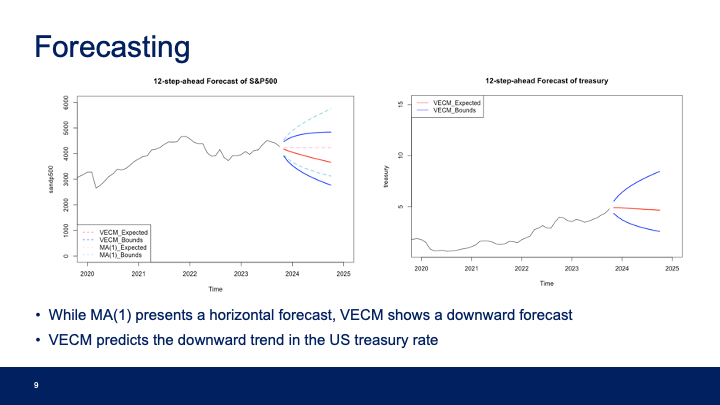 Forecasting
12-step-ahead Forecast of S&P500
sandp500
0
1000
2000
3000
4000
5000
6000
VECM_Expected
VECM_Bounds
MA(1)_Expected
MA(1)_Bounds
2020 2021 2022 2023 2024 2025
Time
12-step-ahead Forecast of treasury
treasury
5
10
15
VECM_Expected
VECM_Bounds
2020 2021 2022 2023 2024 2025
Time
• While MA(1) presents a horizontal forecast, VECM shows a downward forecast
• VECM predicts the downward trend in the US treasury rate
9